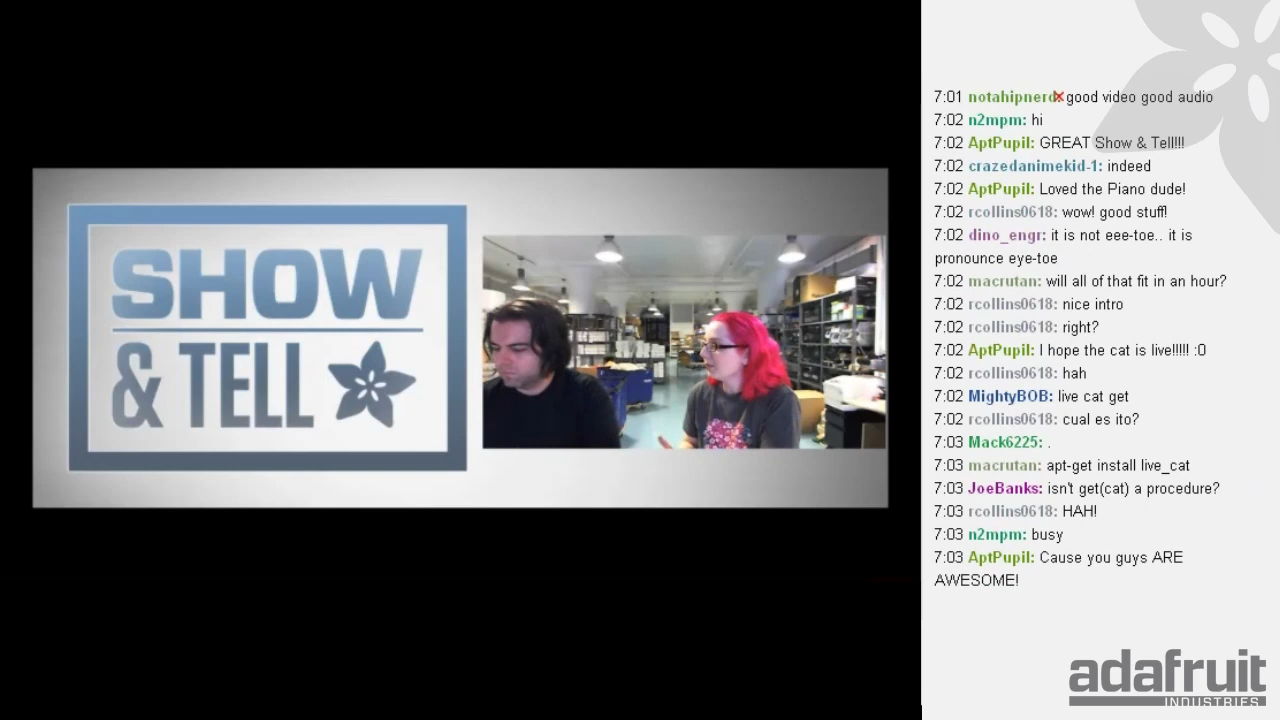 SHOW
& TELL
7:01 notahipnerd: good video good audio
7:02 n2mpm: hi
7:02 AptPupil: GREAT Show & Tell!!!
7:02 crazedanimekid-1: indeed
7:02 AptPupil: Loved the Piano dude!
7:02 rcollins0618: wow! good stuff!
7:02 dino_engr: it is not eee-toe.. it is
pronounce eye-toe
7:02 macrutan: will all of that fit in an hour?
7:02 rcollins0618: nice intro
7:02 rcollins0618: right?
7:02 AptPupil: I hope the cat is live!!!!! :O
7:02 rcollins0618: hah
7:02 MightyBOB: live cat get
7:02 rcollins0618: cual es ito?
7:03 Mack6225: .
7:03 macrutan: apt-get install live_cat
7:03 JoeBanks: isn't get(cat) a procedure?
7:03 rcollins0618: HAH!
7:03 n2mpm: busy
7:03 AptPupil: Cause you guys ARE
AWESOME!
adafruit
INDUSTRIES